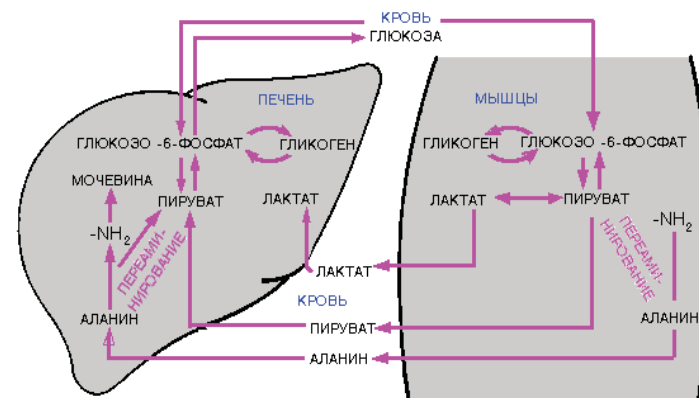 КРОВЬ
ГЛЮКОЗА
ПЕЧЕНЬ
МЫШЦЫ
ГЛЮКОЗО -6-ФОСФАТ
ГЛИКОГЕН
ГЛИКОГЕН
ГЛЮКОЗО -6-ФОСФАТ
МОЧЕВИНА
ПИРУВАТ
ЛАКТАТ
ЛАКТАТ
ПИРУВАТ
-NH2
ПЕРЕАМИ-
НИРОВАНИЕ
ПЕРЕАМИ-
НИРОВАНИЕ
-NH2
ЛАКТАТ
КРОВЬ
АЛАНИН
ПИРУВАТ
АЛАНИН
АЛАНИН